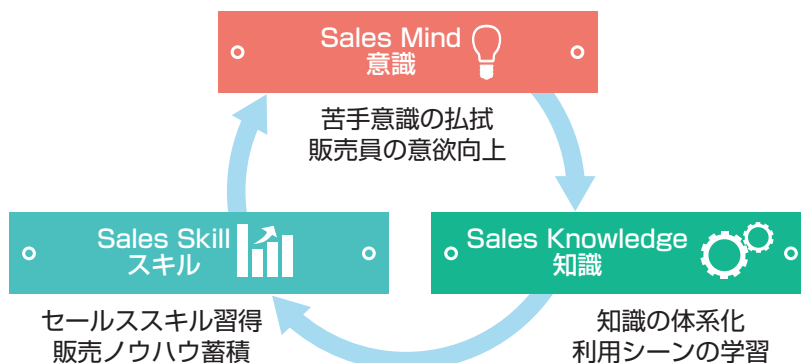 Sales Mind
意識
苦手意識の払拭
販売員の意欲向上
Sales Skill
スキル
セールススキル習得
販売ノウハウ蓄積
Sales Knowledge
知識
知識の体系化
利用シーンの学習